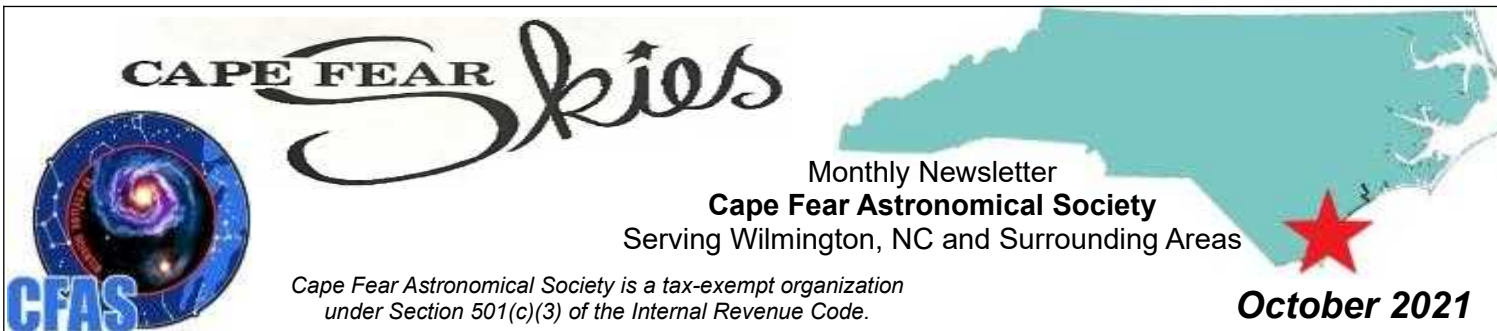 CAPE FEAR Skies
Monthly Newsletter
Cape Fear Astronomical Society
Serving Wilmington, NC and Surrounding Areas
Cape Fear Astronomical Society is a tax-exempt organization
under Section 501(c)(3) of the Internal Revenue Code.
CFAS
October 2021